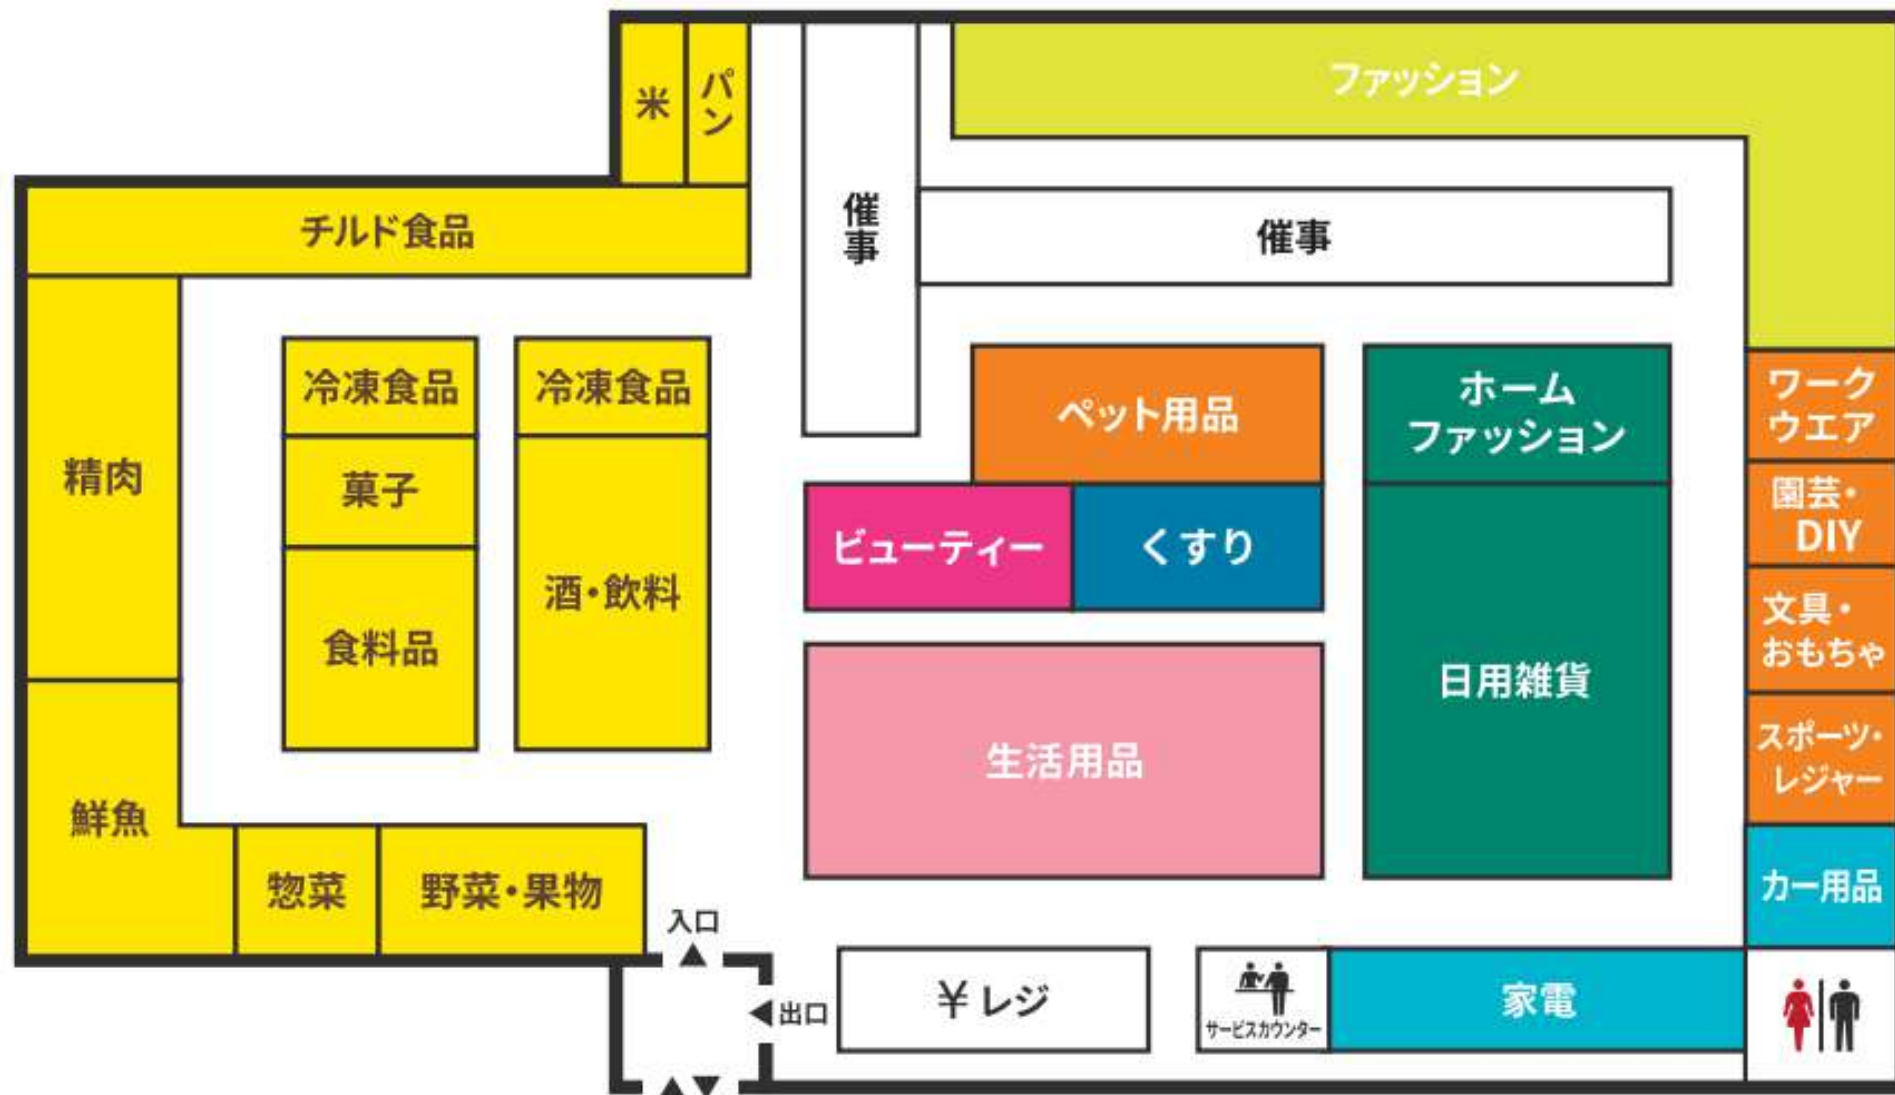 米
パン
ファッション
チルド食品
催事
催事
冷凍食品
冷凍食品
ペット用品
ホーム
ファッション
ワーク
ウエア
精肉
菓子
園芸・
DIY
ビューティー
くすり
酒・飲料
食料品
文具・
おもちゃ
日用雑貨
生活用品
スポーツ・
レジャー
鮮魚
惣菜
野菜・果物
カー用品
入口
出口
￥レジ
サービスカウンター
家電